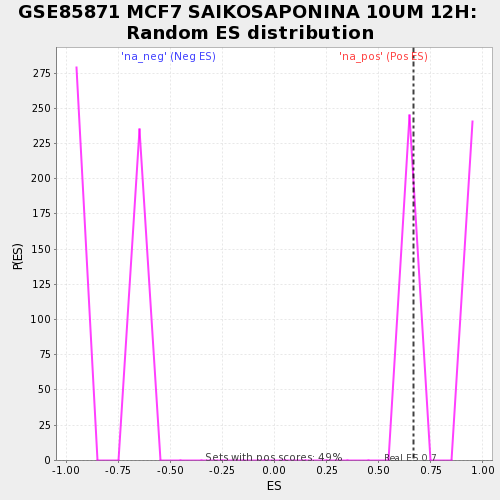 GSE85871 MCF7 SAIKOSAPONINA 10UM 12H:
Random ES distribution
'na_neg' (Neg ES)
'na_pos' (Pos ES)
275
250
225
200
175
150
125
100
75
50
25
0
P(ES)
Sets with pos scores: 49%
Real ES 0.7
-1.00 -0.75 -0.50 -0.25 0.00 0.25 0.50 0.75 1.00
ES